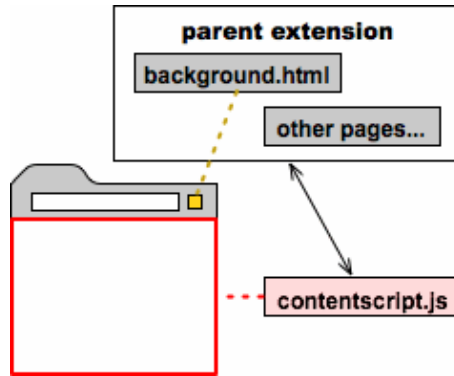 parent extension
background.html
other pages...
contentscript.js